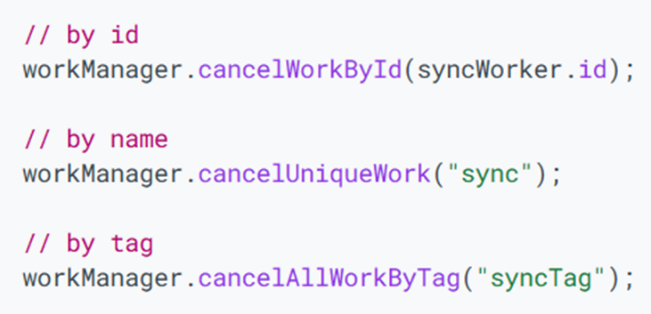 // by id
workManager.cancelWorkById(syncWorker.id);
// by name
workManager.cancelUniqueWork("sync");
// by tag
workManager.cancelAllWorkByTag("syncTag");